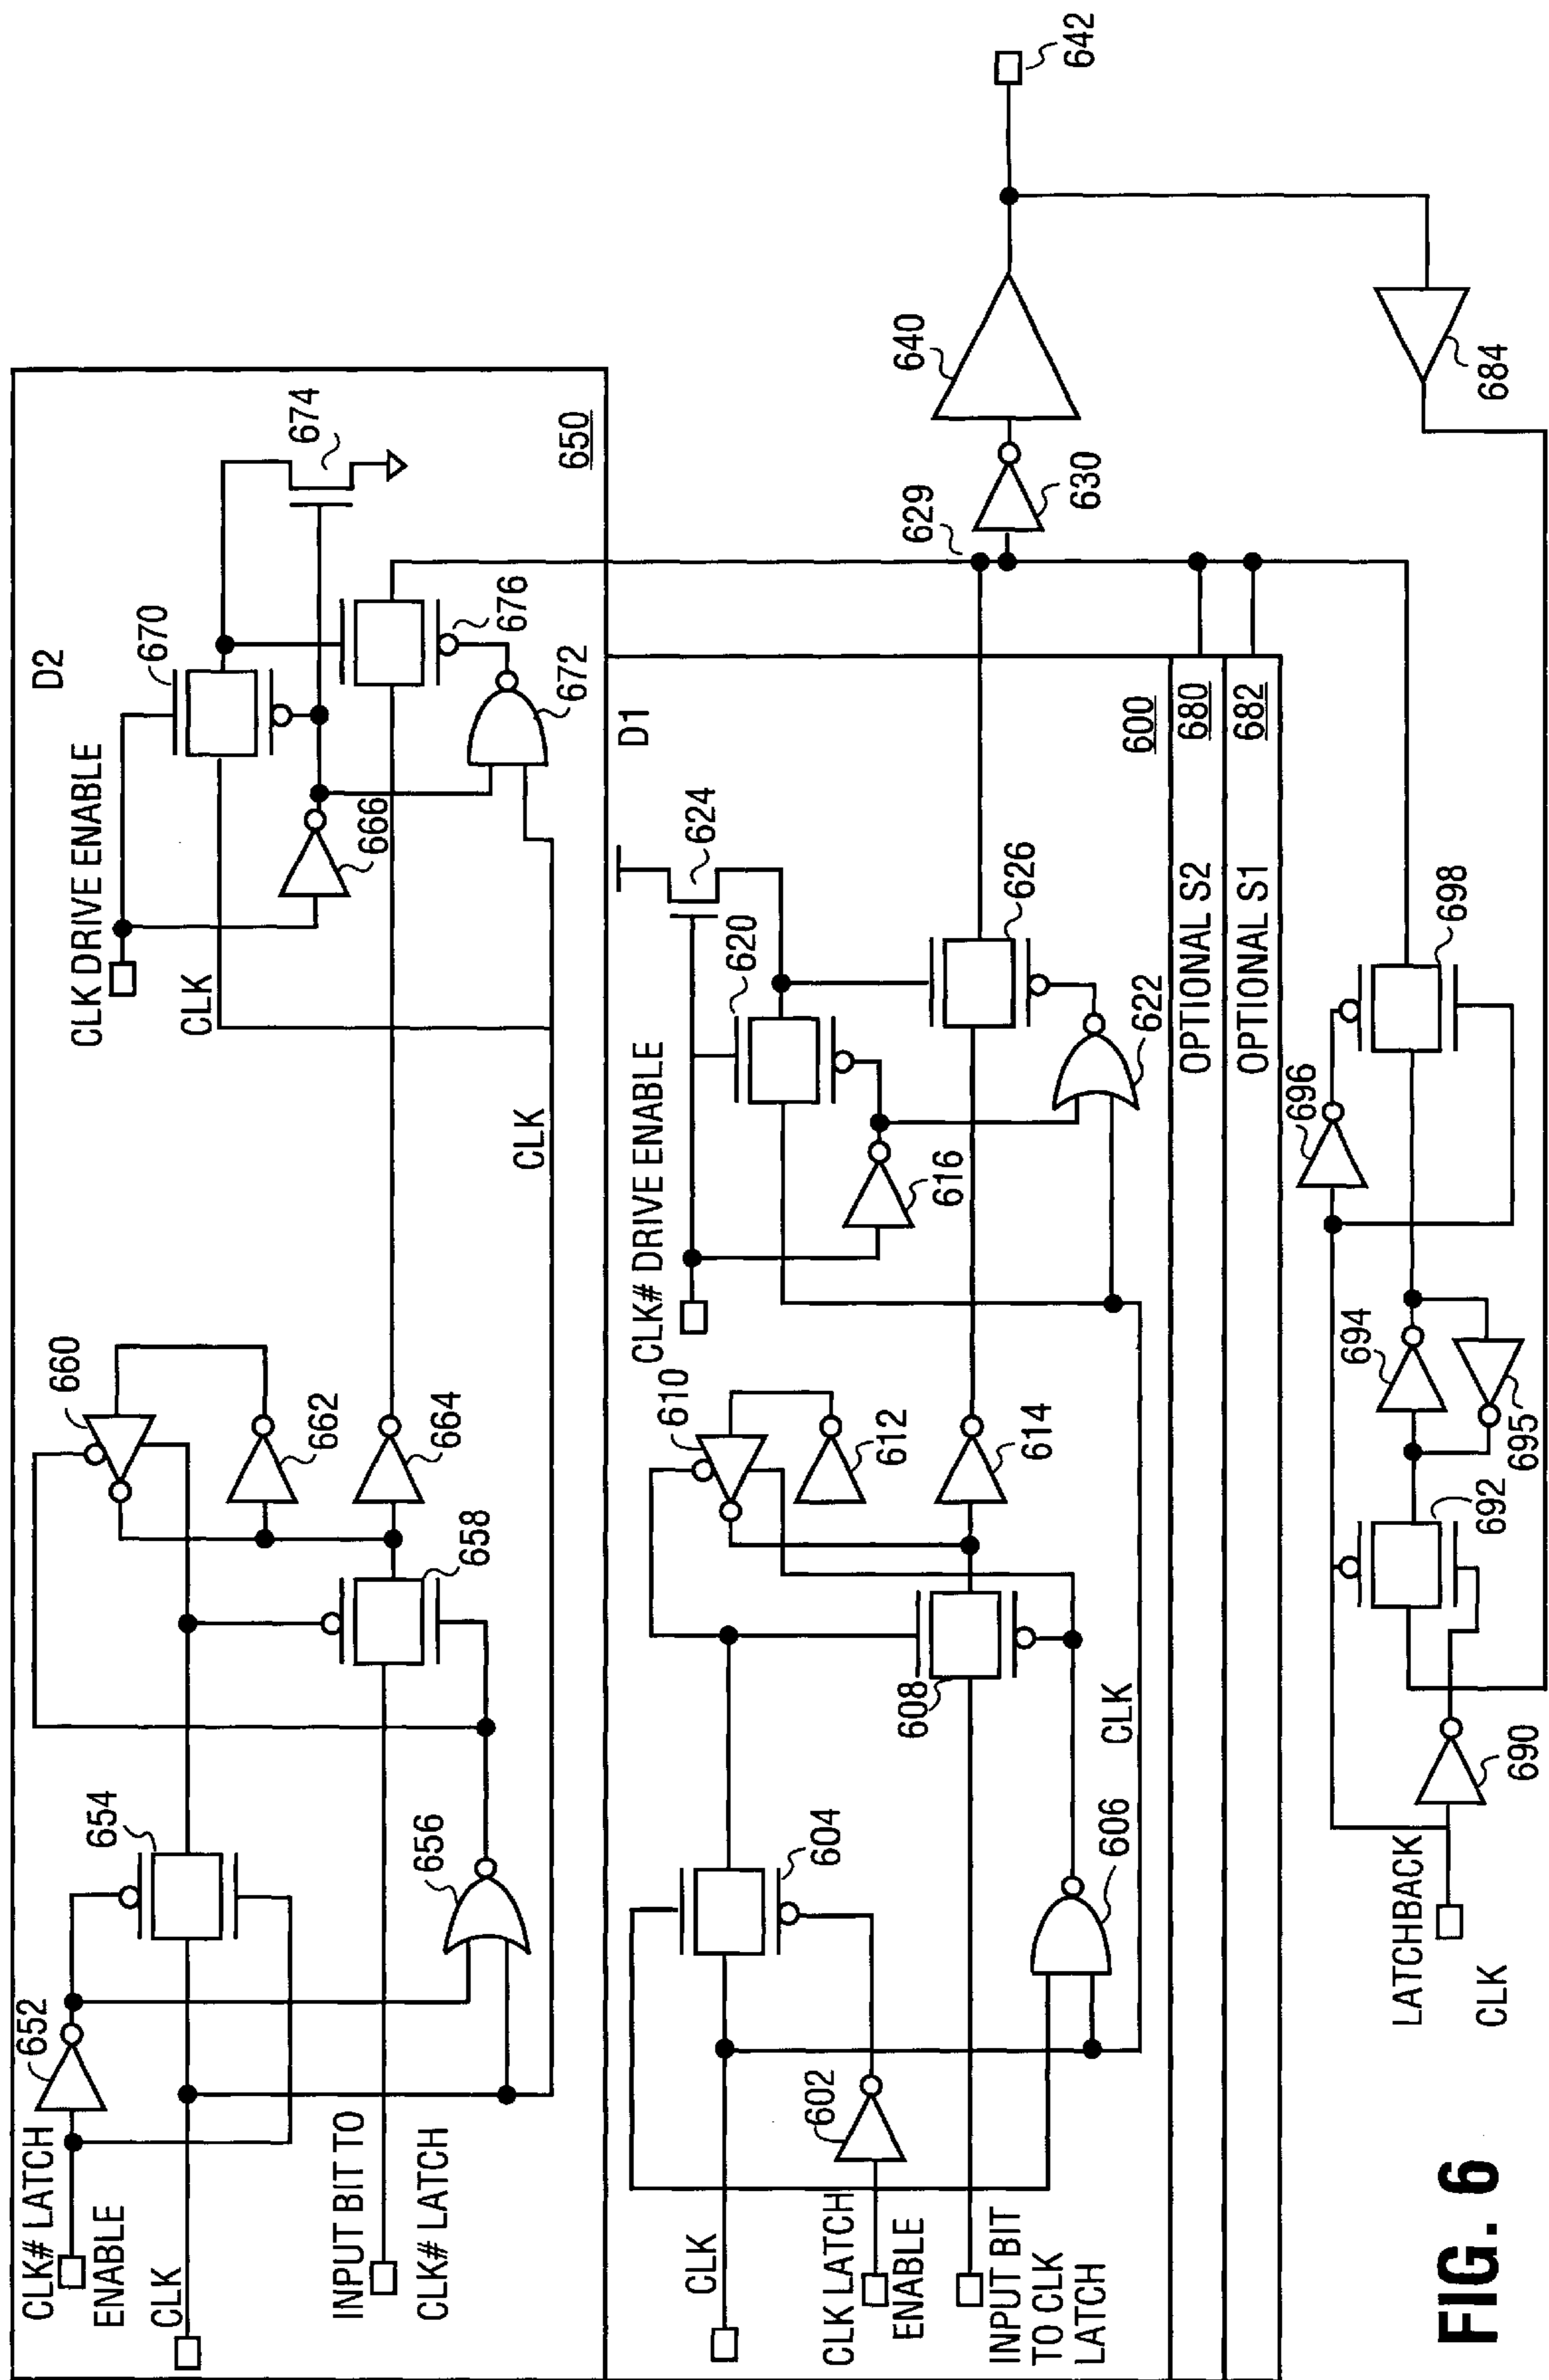 D2
650
CLK# LATCH
ENABLE
652
654
CLK
INPUT BIT TO
CLK# LATCH
656
658
660
662
664
CLK DRIVE ENABLE
CLK
666
670
672
674
676
CLK
D1
600
CLK
CLK LATCH
ENABLE
602
604
606
INPUT BIT
TO CLK
LATCH
608
610
612
614
CLK
CLK# DRIVE ENABLE
616
620
622
624
626
629
630
640
642
OPTIONAL S2
680
OPTIONAL S1
682
684
LATCHBACK
CLK
690
692
694
695
696
698
FIG. 6